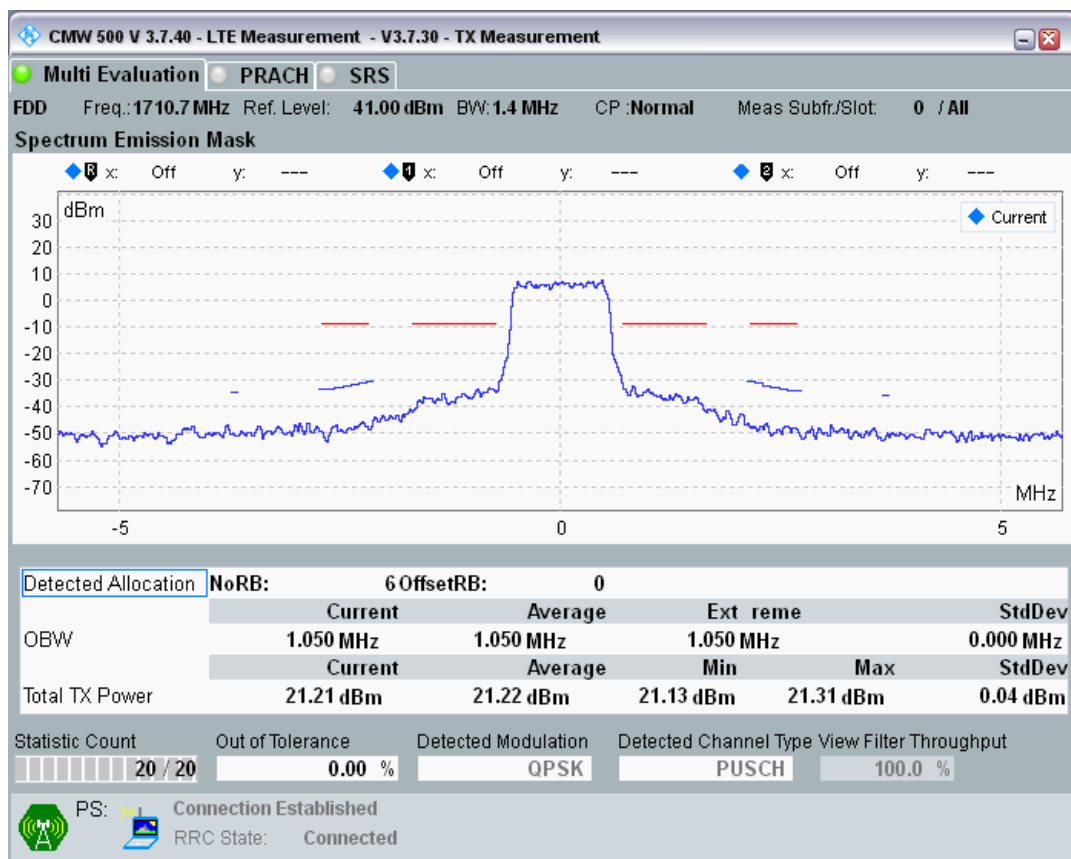 CMW 500 V 3.7.40 - LTE Measurement - V3.7.30 - TX Measurement
Multi Evaluation PRACH SRS
FDD Freq.: 1710.7 MHz Ref. Level: 41.00 dBm BW: 1.4 MHz CP :Normal Meas Subfr./Slot: 0 / All
Spectrum Emission Mask
R x: Off y: --- 1 x: Off y: --- 2 x: Off y: ---
dBm
Current
30
20
10
0
-10
-20
-30
-40
-50
-60
-70
MHz
-5 0 5
Detected Allocation NoRB: 6 OffsetRB: 0
Current Average Ext reme StdDev
OBW 1.050 MHz 1.050 MHz 1.050 MHz 0.000 MHz
Current Average Min Max StdDev
Total TX Power 21.21 dBm 21.22 dBm 21.13 dBm 21.31 dBm 0.04 dBm
Statistic Count Out of Tolerance Detected Modulation Detected Channel Type View Filter Throughput
20 / 20 0.00 % QPSK PUSCH 100.0 %
PS: Connection Established
RRC State: Connected